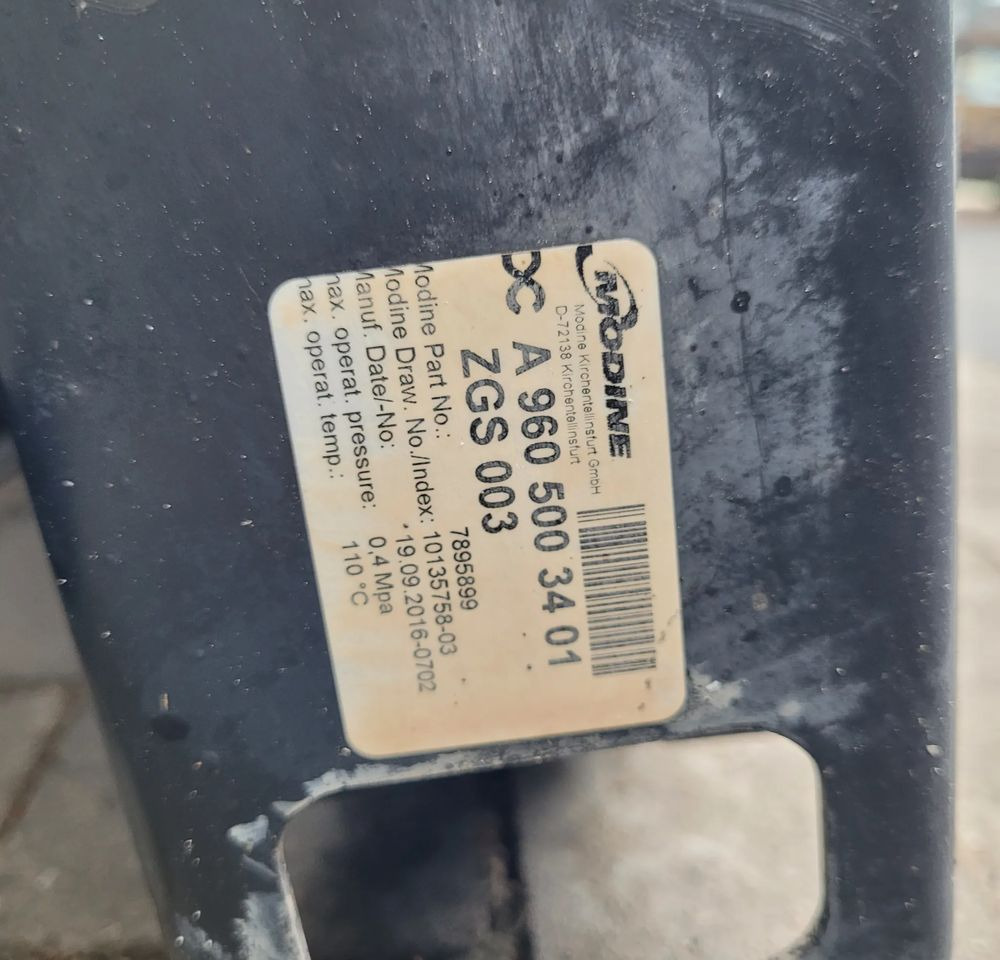 MODINE
Modine Kirchentellinsfurt GmbH
D-72138 Kirchentellinsfurt
DC A 960 500 34 01
ZGS 003
Modine Part No.: 7895899
Modine Draw. No./Index: 10135758-03
Manuf. Date/-No: 19.09.2016-0702
max. operat. pressure: 0,4 Mpa
max. operat. temp.: 110 °C